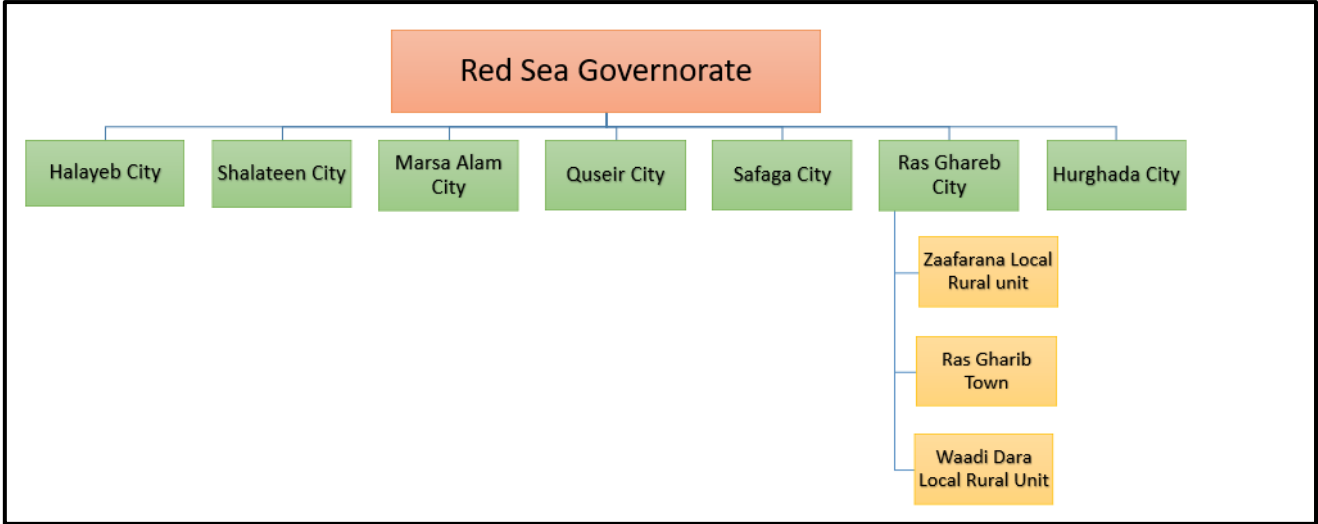 Red Sea Governorate
Halayeb City
Shalateen City
Marsa Alam
City
Quseir City
Safaga City
Ras Ghareb
City
Hurghada City
Zaafarana Local
Rural unit
Ras Gharib
Town
Waadi Dara
Local Rural Unit